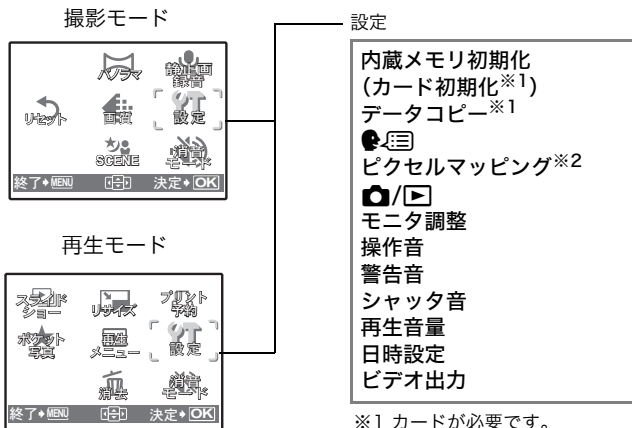 撮影モード
パノラマ
静止画
録音
リセット
画質
設定
SCENE
消音
モード
終了 MENU
決定 OK
再生モード
スライド
ショー
リサイズ
プリント
予約
ポケット
写真
再生
メニュー
設定
消去
消音
モード
終了 MENU
決定 OK
設定
内蔵メモリ初期化
(カード初期化※1)
データコピー※1
ピクセルマッピング※2
/
モニタ調整
操作音
警告音
シャッタ音
再生音量
日時設定
ビデオ出力
※1 カードが必要です。